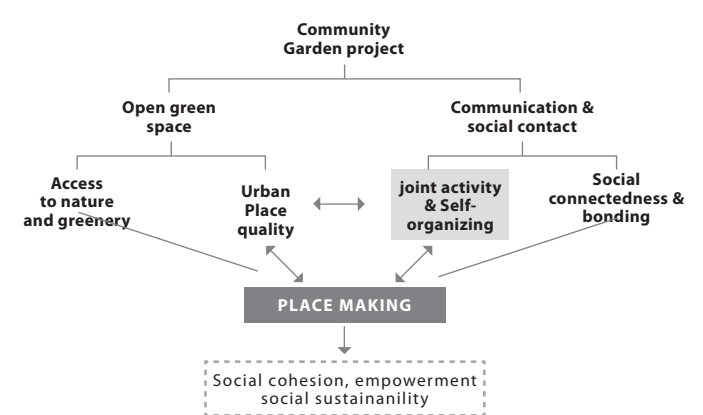 Community
Garden project
Open green
space
Communication &
social contact
Access
to nature
and greenery
Urban
Place
quality
joint activity
& Self-
organizing
Social
connectedness &
bonding
PLACE MAKING
Social cohesion, empowerment
social sustainanility